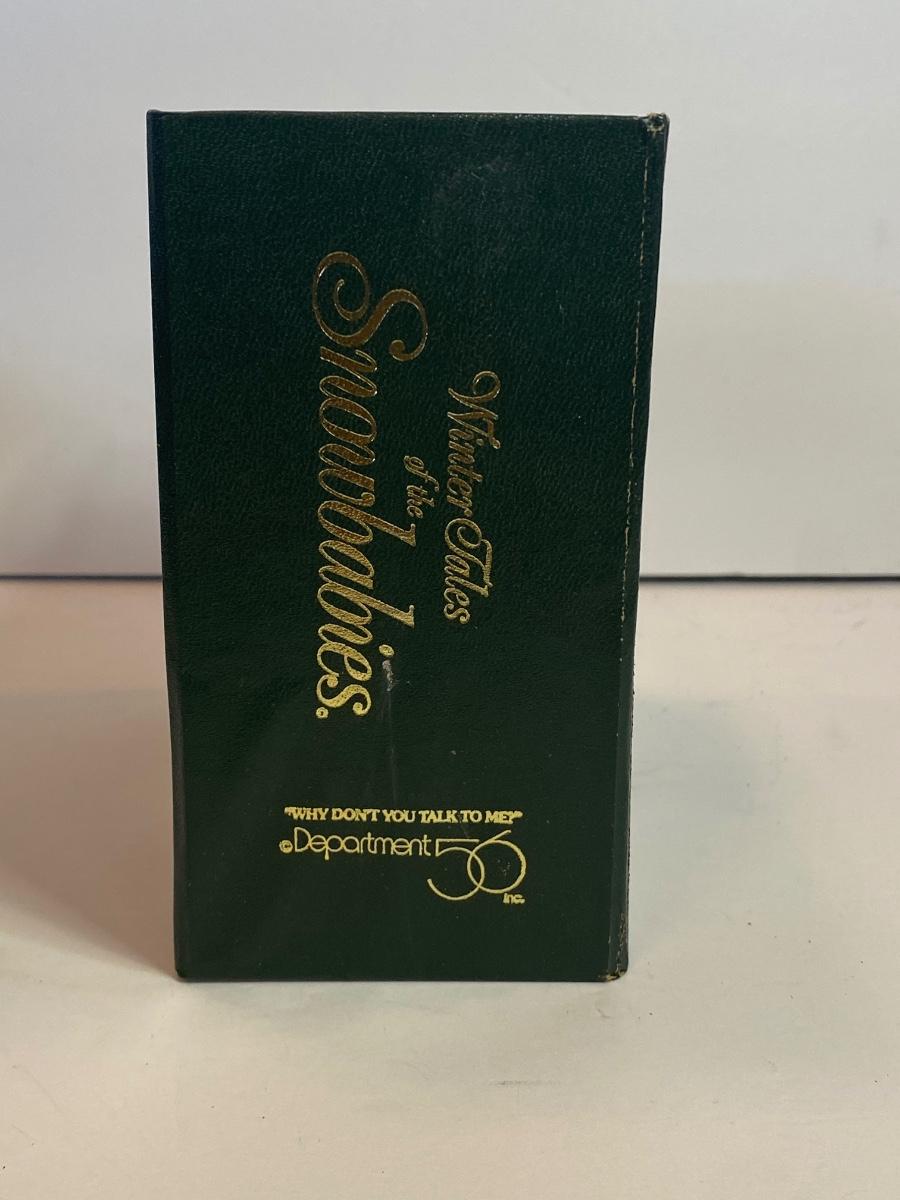 Winter Tales
of the
Snowbabies®
"WHY DON'T YOU TALK TO ME?"
©Department 56
Inc.